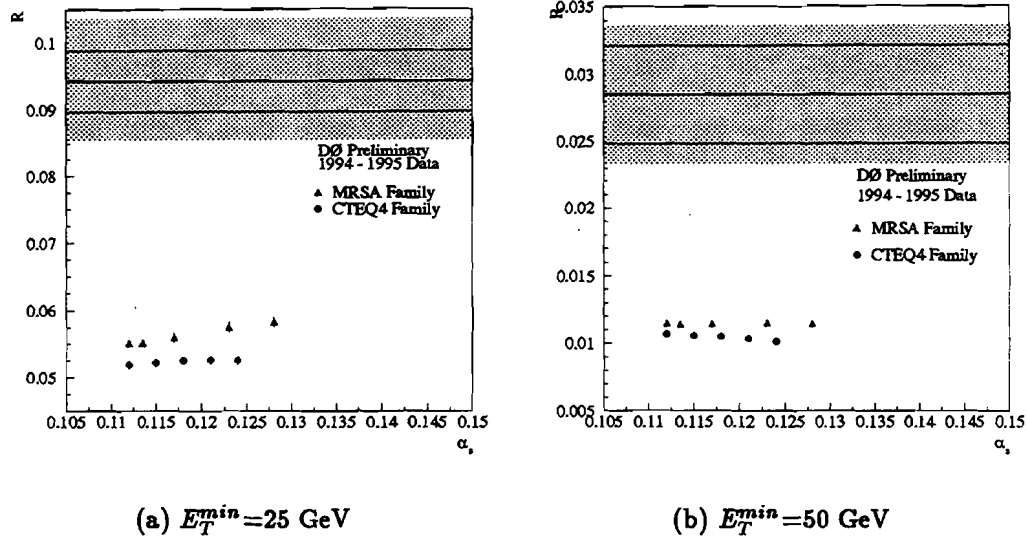 R
0.1
0.09
0.08
0.07
0.06
0.05
DØ Preliminary
1994 - 1995 Data
MRSA Family
CTEQ4 Family
0.105 0.11 0.115 0.12 0.125 0.13 0.135 0.14 0.145 0.15
αs
(a) E_T^min=25 GeV
R
0.035
0.03
0.025
0.02
0.015
0.01
0.005
DØ Preliminary
1994 - 1995 Data
MRSA Family
CTEQ4 Family
0.105 0.11 0.115 0.12 0.125 0.13 0.135 0.14 0.145 0.15
αs
(b) E_T^min=50 GeV